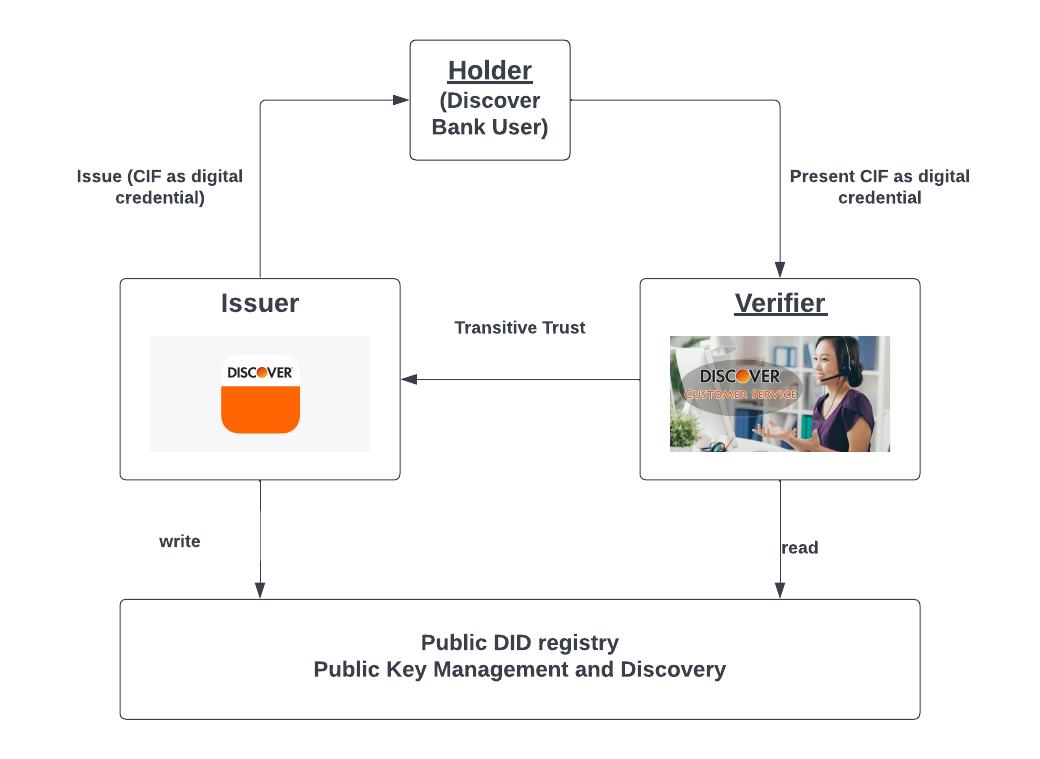 Holder
(Discover
Bank User)
Issue (CIF as digital
credential)
Present CIF as digital
credential
Issuer
DISCOVER
Transitive Trust
Verifier
DISCOVER
CUSTOMER SERVICE
write
read
Public DID registry
Public Key Management and Discovery